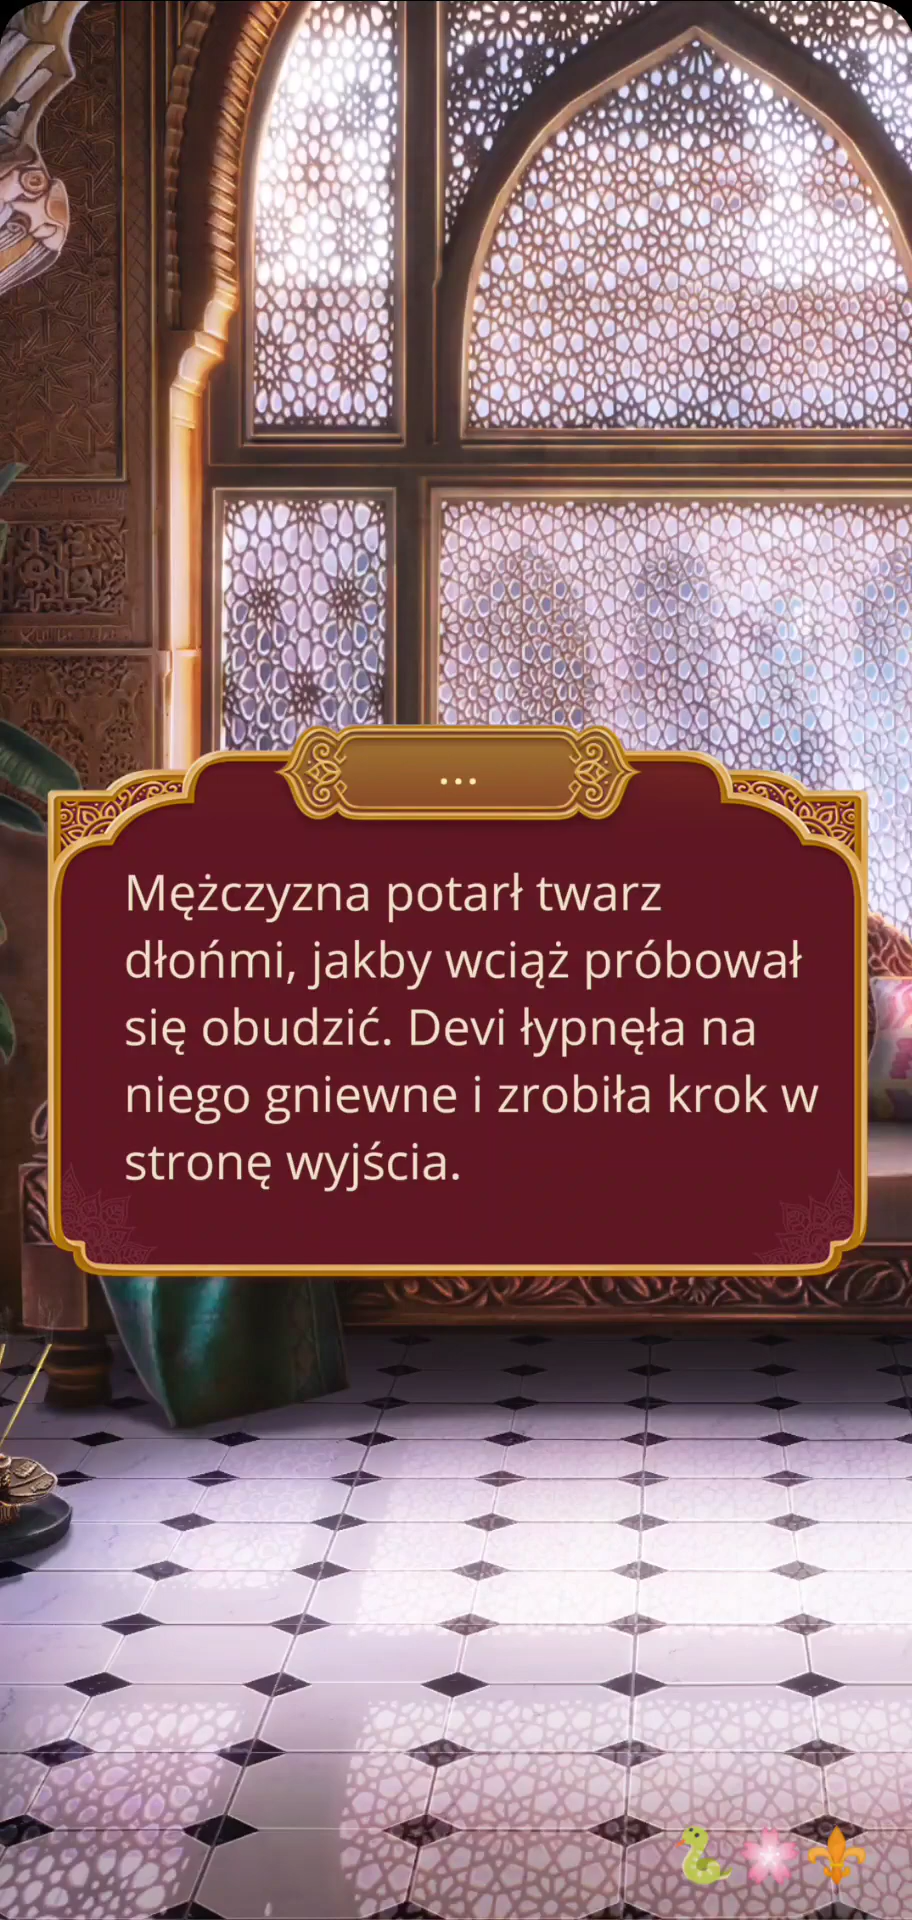 ...
Mężczyzna potarł twarz
dłońmi, jakby wciąż próbował
się obudzić. Devi łypnęła na
niego gniewne i zrobiła krok w
stronę wyjścia.